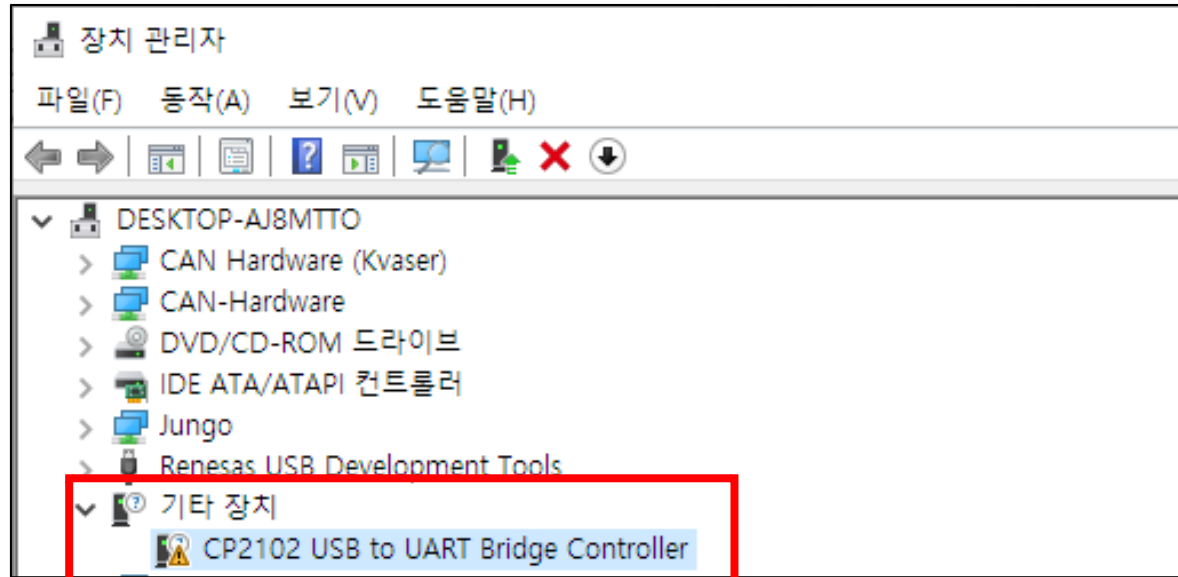 장치 관리자
파일(F) 동작(A) 보기(V) 도움말(H)
DESKTOP-AJ8MTTO
CAN Hardware (Kvaser)
CAN-Hardware
DVD/CD-ROM 드라이브
IDE ATA/ATAPI 컨트롤러
Jungo
Renesas USB Development Tools
기타 장치
CP2102 USB to UART Bridge Controller